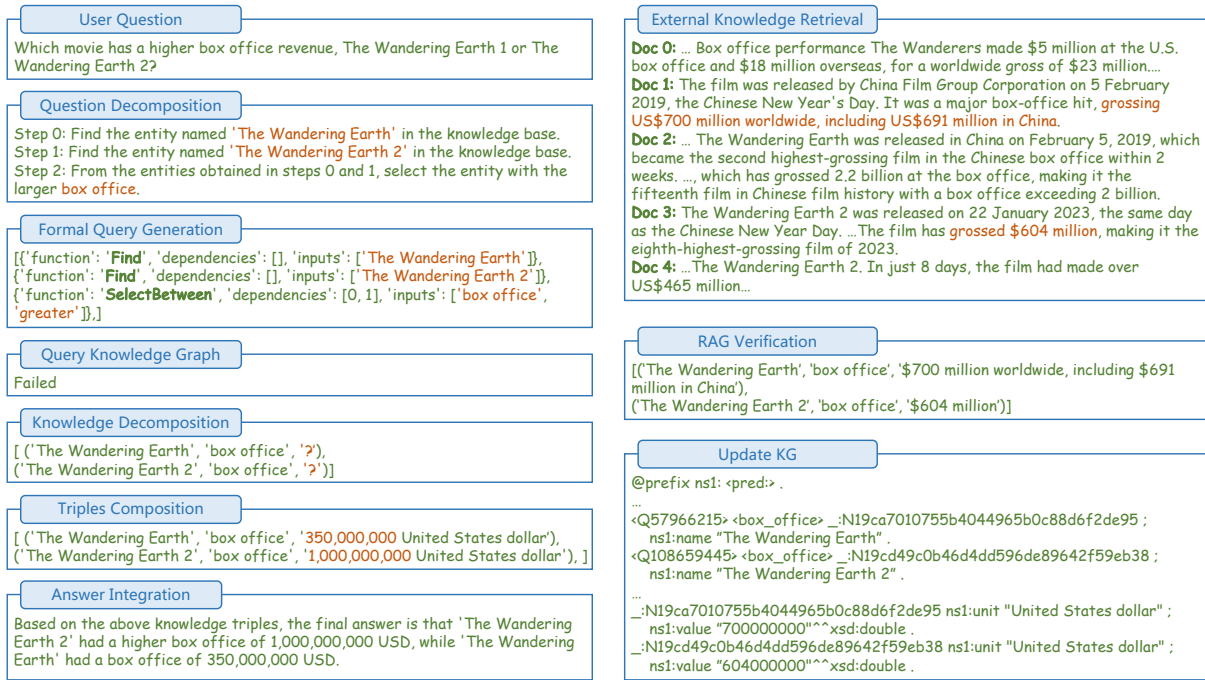 User Question
Which movie has a higher box office revenue, The Wandering Earth 1 or The
Wandering Earth 2?
Question Decomposition
Step 0: Find the entity named 'The Wandering Earth' in the knowledge base.
Step 1: Find the entity named 'The Wandering Earth 2' in the knowledge base.
Step 2: From the entities obtained in steps 0 and 1, select the entity with the
larger box office.
Formal Query Generation
[{'function': 'Find', 'dependencies': [], 'inputs': ['The Wandering Earth']},
{'function': 'Find', 'dependencies': [], 'inputs': ['The Wandering Earth 2']},
{'function': 'SelectBetween', 'dependencies': [0, 1], 'inputs': ['box office',
'greater']},]
Query Knowledge Graph
Failed
Knowledge Decomposition
[ ('The Wandering Earth', 'box office', '?'),
('The Wandering Earth 2', 'box office', '?')]
Triples Composition
[ ('The Wandering Earth', 'box office', '350,000,000 United States dollar'),
('The Wandering Earth 2', 'box office', '1,000,000,000 United States dollar'), ]
Answer Integration
Based on the above knowledge triples, the final answer is that 'The Wandering
Earth 2' had a higher box office of 1,000,000,000 USD, while 'The Wandering
Earth' had a box office of 350,000,000 USD.
External Knowledge Retrieval
Doc 0: … Box office performance The Wanderers made $5 million at the U.S.
box office and $18 million overseas, for a worldwide gross of $23 million.…
Doc 1: The film was released by China Film Group Corporation on 5 February
2019, the Chinese New Year's Day. It was a major box-office hit, grossing
US$700 million worldwide, including US$691 million in China.
Doc 2: … The Wandering Earth was released in China on February 5, 2019, which
became the second highest-grossing film in the Chinese box office within 2
weeks. …, which has grossed 2.2 billion at the box office, making it the
fifteenth film in Chinese film history with a box office exceeding 2 billion.
Doc 3: The Wandering Earth 2 was released on 22 January 2023, the same day
as the Chinese New Year Day. …The film has grossed $604 million, making it the
eighth-highest-grossing film of 2023.
Doc 4: …The Wandering Earth 2. In just 8 days, the film had made over
US$465 million…
RAG Verification
[('The Wandering Earth', 'box office', '$700 million worldwide, including $691
million in China'),
('The Wandering Earth 2', 'box office', '$604 million')]
Update KG
@prefix ns1: <pred:> .
…
<Q57966215> <box_office> _:N19ca7010755b4044965b0c88d6f2de95 ;
ns1:name "The Wandering Earth" .
<Q108659445> <box_office> _:N19cd49c0b46d4dd596de89642f59eb38 ;
ns1:name "The Wandering Earth 2" .
…
_:N19ca7010755b4044965b0c88d6f2de95 ns1:unit "United States dollar" ;
ns1:value "700000000"^^xsd:double .
_:N19cd49c0b46d4dd596de89642f59eb38 ns1:unit "United States dollar" ;
ns1:value "604000000"^^xsd:double .